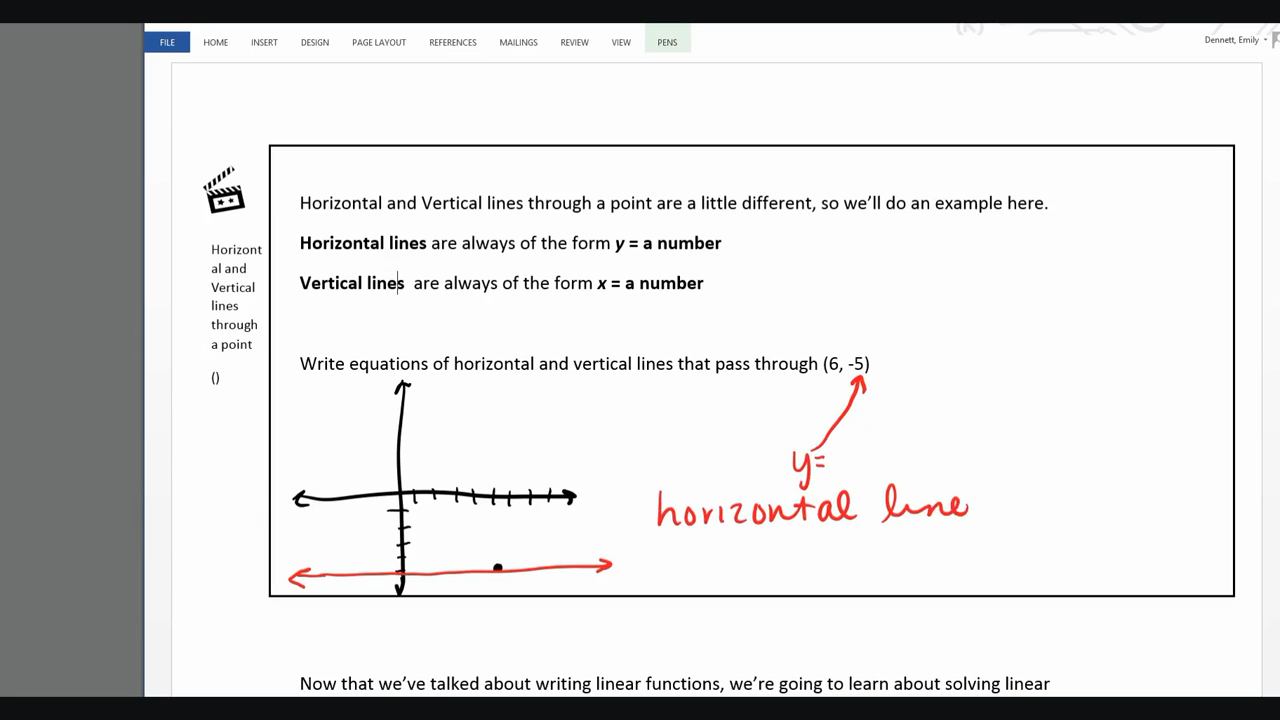 FILE HOME INSERT DESIGN PAGE LAYOUT REFERENCES MAILINGS REVIEW VIEW PENS
Dennett, Emily
Horizont
al and
Vertical
lines
through
a point
()
Horizontal and Vertical lines through a point are a little different, so we’ll do an example here.
Horizontal lines are always of the form y = a number
Vertical lines are always of the form x = a number
Write equations of horizontal and vertical lines that pass through (6, -5)
y=
horizontal line
Now that we’ve talked about writing linear functions, we’re going to learn about solving linear